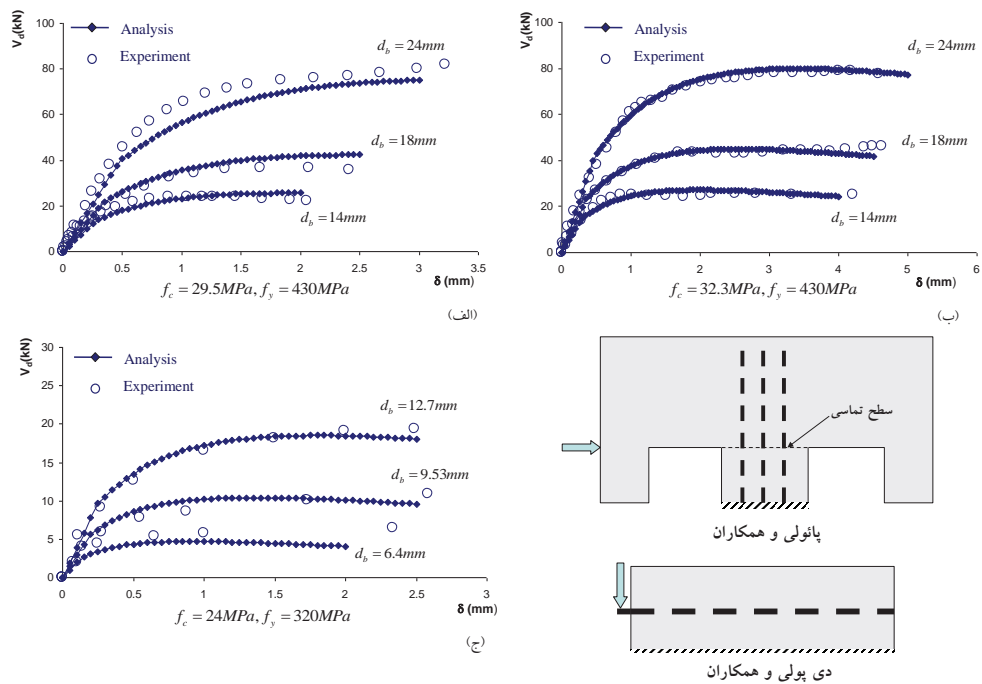 V_d(kN)
100
80
60
40
20
0
Analysis
Experiment
d_b = 24mm
d_b = 18mm
d_b = 14mm
0 0.5 1 1.5 2 2.5 3 3.5
δ (mm)
f_c = 29.5MPa, f_y = 430MPa
(الف)
V_d(kN)
100
80
60
40
20
0
Analysis
Experiment
d_b = 24mm
d_b = 18mm
d_b = 14mm
0 1 2 3 4 5 6
δ (mm)
f_c = 32.3MPa, f_y = 430MPa
(ب)
V_d(kN)
30
25
20
15
10
5
0
Analysis
Experiment
d_b = 12.7mm
d_b = 9.53mm
d_b = 6.4mm
0 0.5 1 1.5 2 2.5 3
δ (mm)
f_c = 24MPa, f_y = 320MPa
(ج)
سطح تماسی
پائولی و همکاران
دی پولی و همکاران